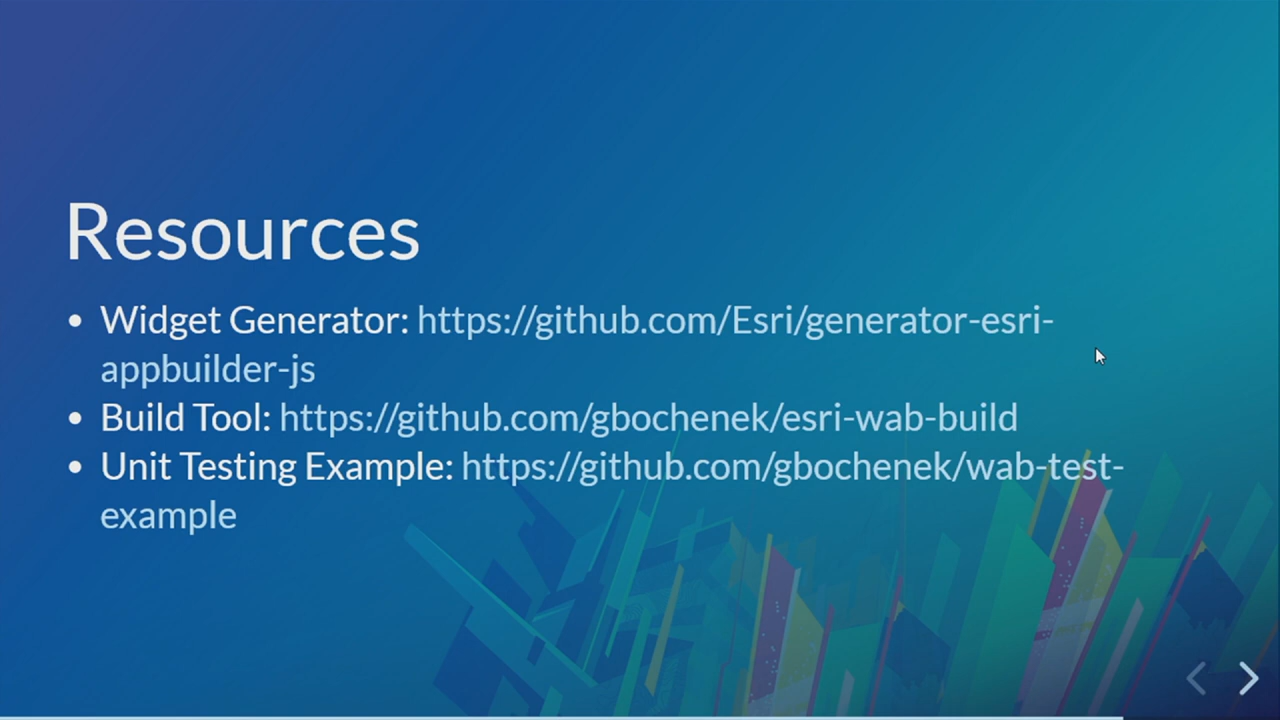 Resources
• Widget Generator: https://github.com/Esri/generator-esri-
appbuilder-js
• Build Tool: https://github.com/gbochenek/esri-wab-build
• Unit Testing Example: https://github.com/gbochenek/wab-test-
example